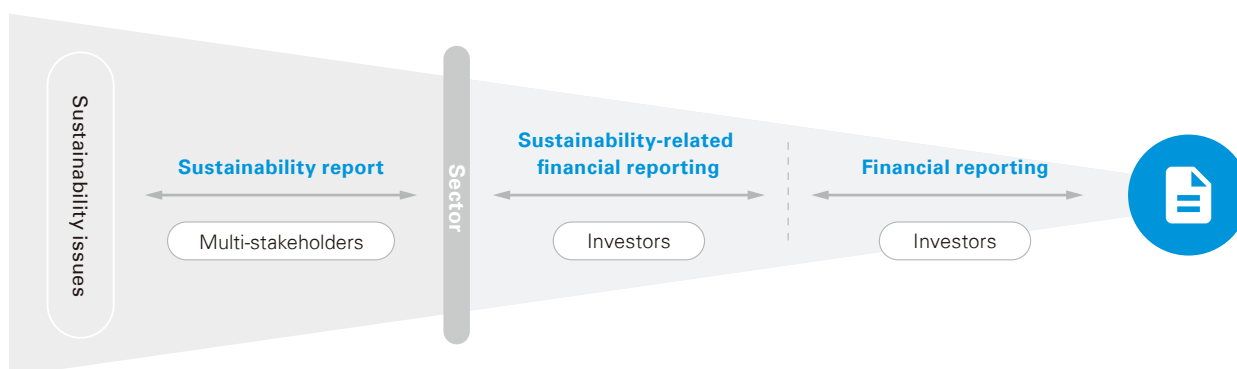 Sustainability issues
Sustainability report
Multi-stakeholders
Sector
Sustainability-related
financial reporting
Investors
Financial reporting
Investors